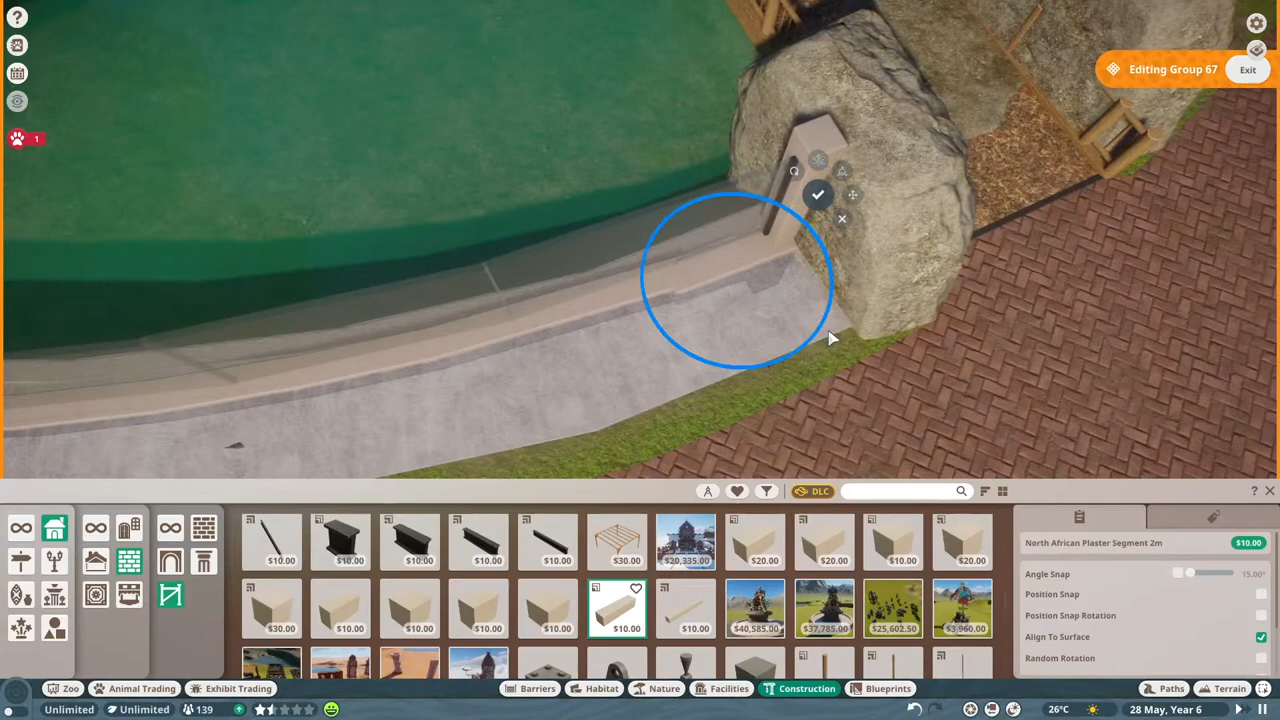 ?
Editing Group 67
Exit
1
DLC
?
$10.00
$10.00
$10.00
$10.00
$10.00
$30.00
$20,335.00
$20.00
$20.00
$10.00
$20.00
North African Plaster Segment 2m
$10.00
Angle Snap
15.00°
Position Snap
$30.00
$10.00
$10.00
$10.00
$10.00
$10.00
$10.00
$40,585.00
$37,785.00
$25,602.50
$3,960.00
Position Snap Rotation
Align To Surface
Random Rotation
Zoo
Animal Trading
Exhibit Trading
Barriers
Habitat
Nature
Facilities
Construction
Blueprints
Paths
Terrain
Unlimited
Unlimited
139
26°C
28 May, Year 6